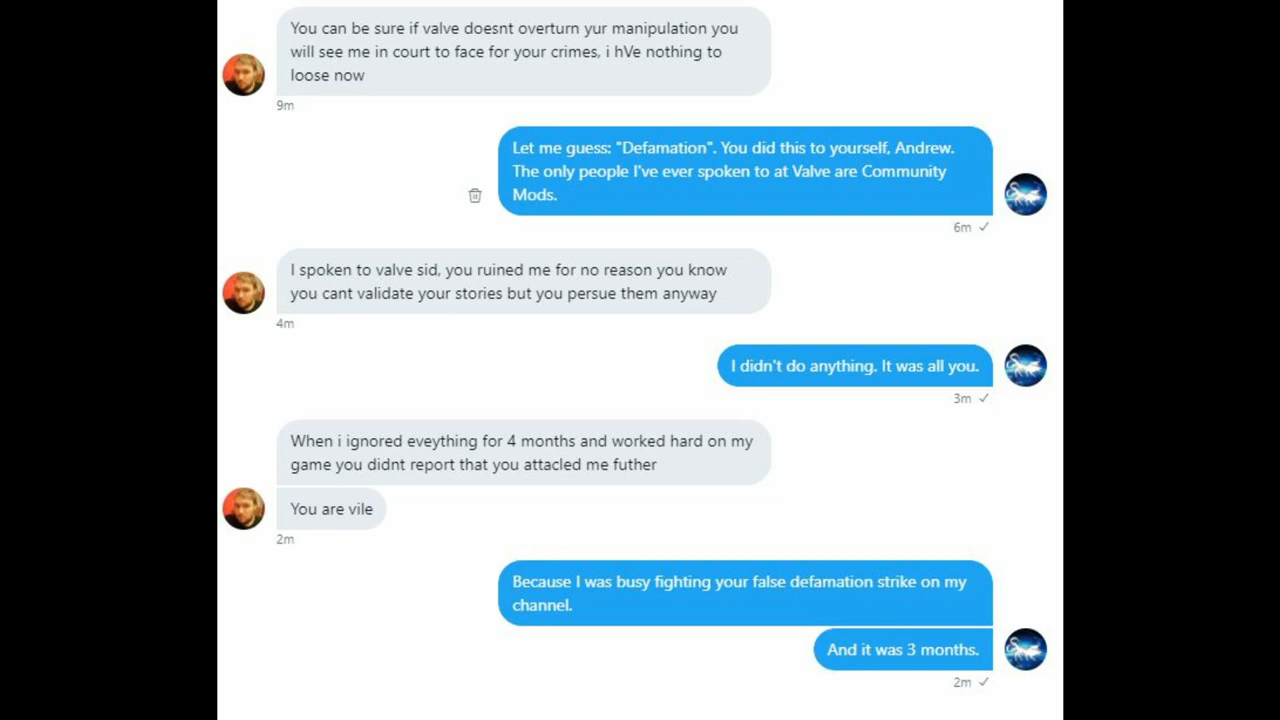 You can be sure if valve doesnt overturn yur manipulation you
will see me in court to face for your crimes, i hVe nothing to
loose now
9m
Let me guess: "Defamation". You did this to yourself, Andrew.
The only people I've ever spoken to at Valve are Community
Mods.
6m ✓
I spoken to valve sid, you ruined me for no reason you know
you cant validate your stories but you persue them anyway
4m
I didn't do anything. It was all you.
3m ✓
When i ignored eveything for 4 months and worked hard on my
game you didnt report that you attacled me futher
You are vile
2m
Because I was busy fighting your false defamation strike on my
channel.
And it was 3 months.
2m ✓